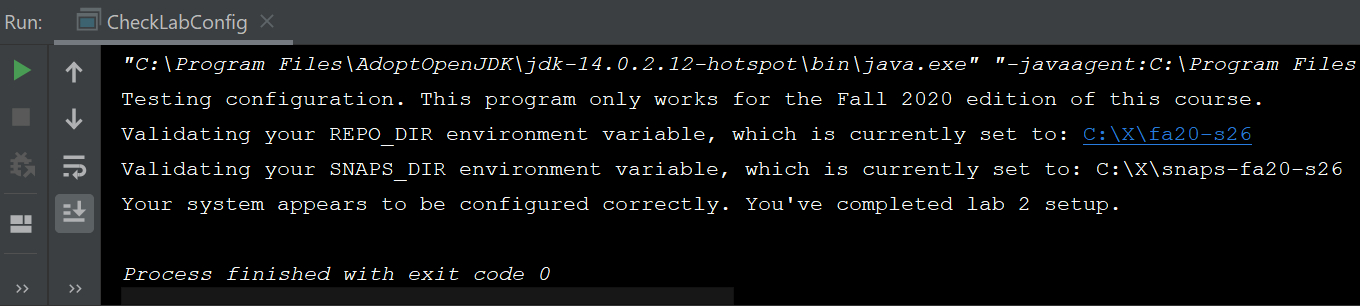 Run: CheckLabConfig
"C:\Program Files\AdoptOpenJDK\jdk-14.0.2.12-hotspot\bin\java.exe" "-javaagent:C:\Program Files
Testing configuration. This program only works for the Fall 2020 edition of this course.
Validating your REPO_DIR environment variable, which is currently set to: C:\X\fa20-s26
Validating your SNAPS_DIR environment variable, which is currently set to: C:\X\snaps-fa20-s26
Your system appears to be configured correctly. You've completed lab 2 setup.
Process finished with exit code 0